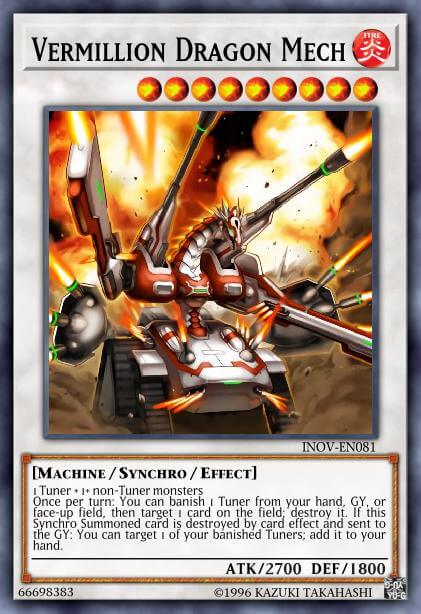 VERMILLION DRAGON MECH
FIRE
炎
INOV-EN081
[MACHINE / SYNCHRO / EFFECT]
1 Tuner + 1+ non-Tuner monsters
Once per turn: You can banish 1 Tuner from your hand, GY, or
face-up field, then target 1 card on the field; destroy it. If this
Synchro Summoned card is destroyed by card effect and sent to
the GY: You can target 1 of your banished Tuners; add it to your
hand.
ATK/2700 DEF/1800
66698383
©1996 KAZUKI TAKAHASHI